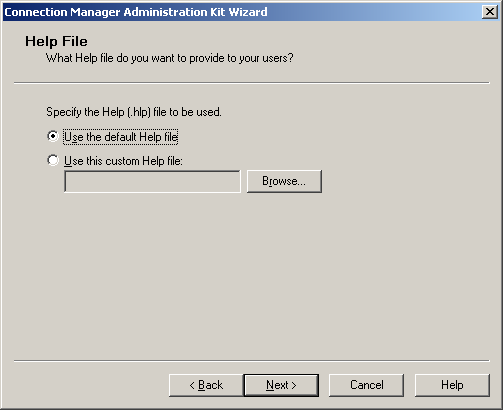 Connection Manager Administration Kit Wizard
Help File
What Help file do you want to provide to your users?
Specify the Help (.hlp) file to be used.
Use the default Help file
Use this custom Help file:
Browse...
< Back
Next >
Cancel
Help